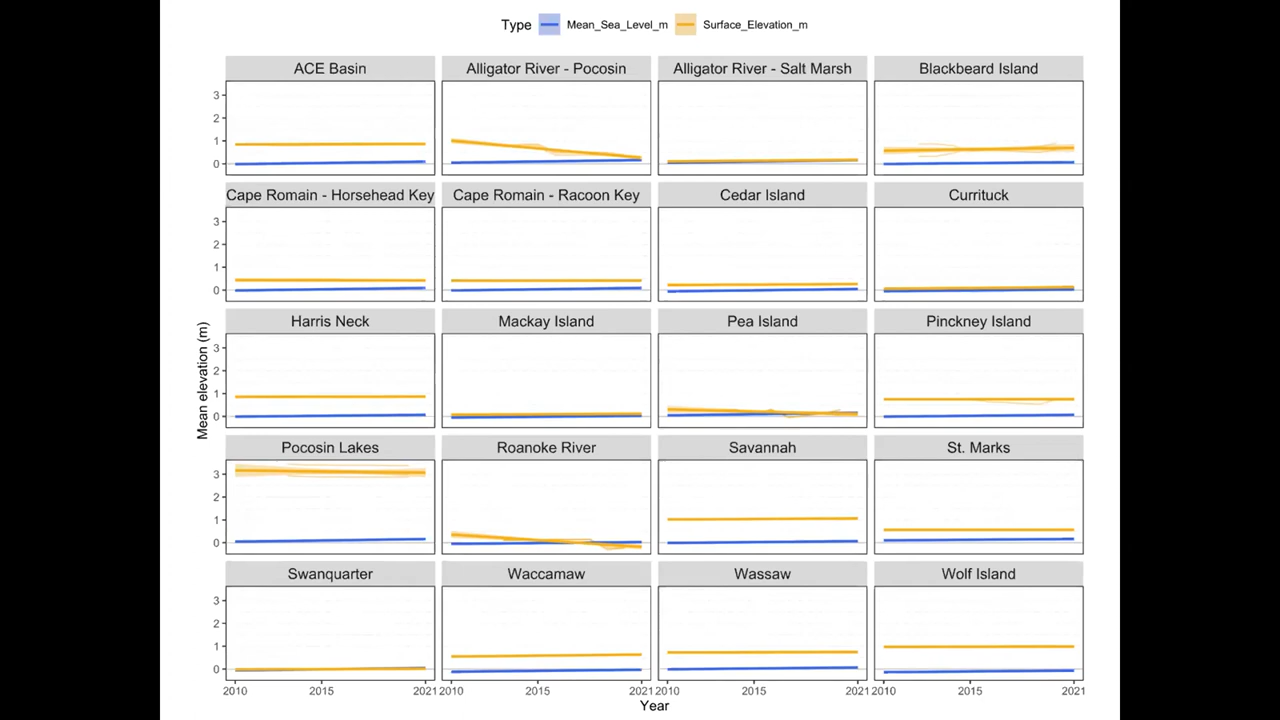 Type Mean_Sea_Level_m Surface_Elevation_m
ACE Basin Alligator River - Pocosin Alligator River - Salt Marsh Blackbeard Island
3
2
1
0
Cape Romain - Horsehead Key Cape Romain - Racoon Key Cedar Island Currituck
3
2
1
0
Harris Neck Mackay Island Pea Island Pinckney Island
3
2
1
0
Mean elevation (m)
Pocosin Lakes Roanoke River Savannah St. Marks
3
2
1
0
Swanquarter Waccamaw Wassaw Wolf Island
3
2
1
0
2010 2015 2021 2010 2015 2021 2010 2015 2021 2010 2015 2021
Year